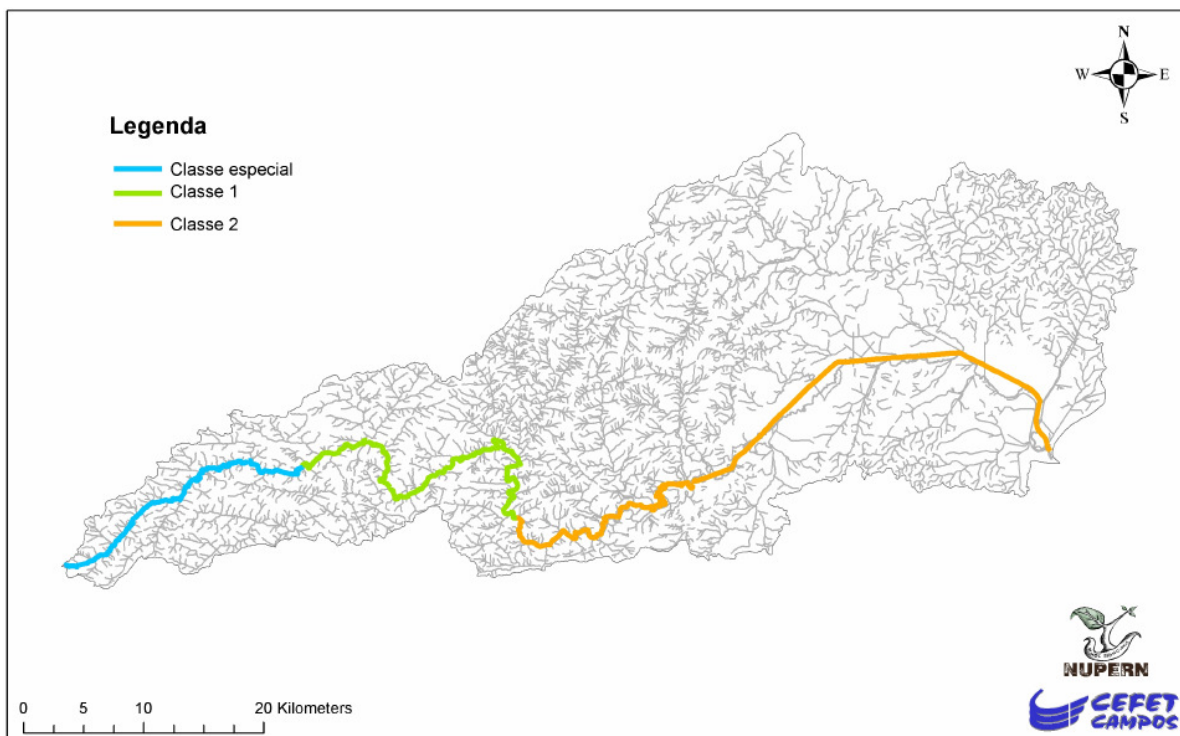 N
W E
S
Legenda
Classe especial
Classe 1
Classe 2
0 5 10 20 Kilometers
NUPERN
CEFET
CAMPOS